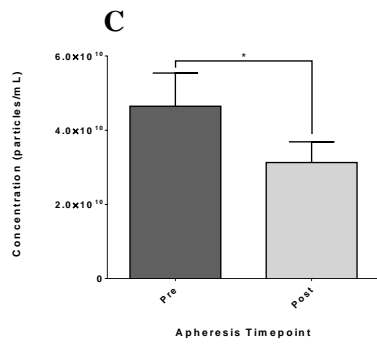 C
*
6.0×10¹⁰
4.0×10¹⁰
2.0×10¹⁰
0
Concentration (particles/mL)
Pre
Post
Apheresis Timepoint